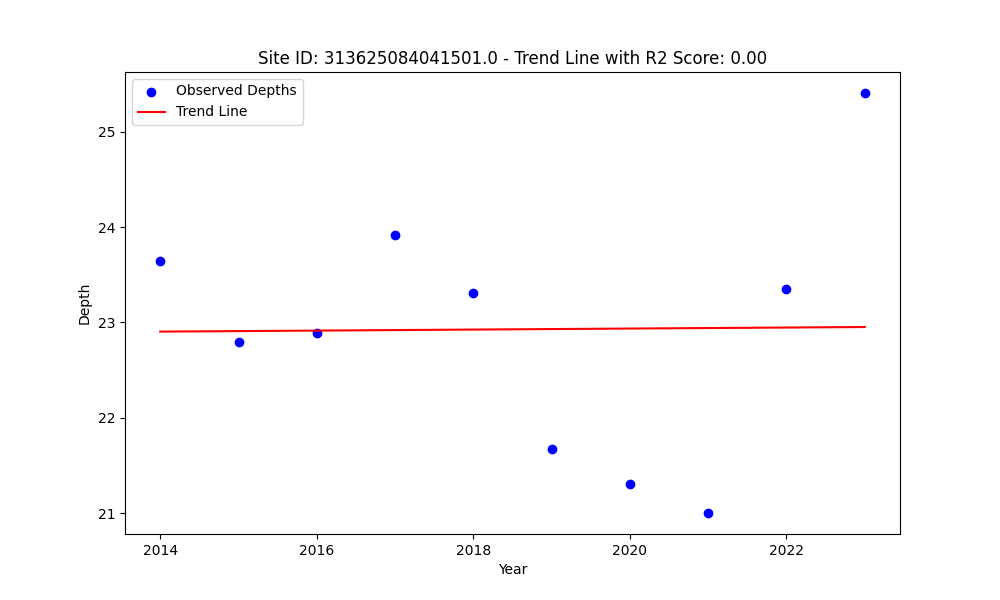 Site ID: 313625084041501.0 - Trend Line with R2 Score: 0.00
Observed Depths
Trend Line
25
24
23
22
21
Depth
2014
2016
2018
2020
2022
Year